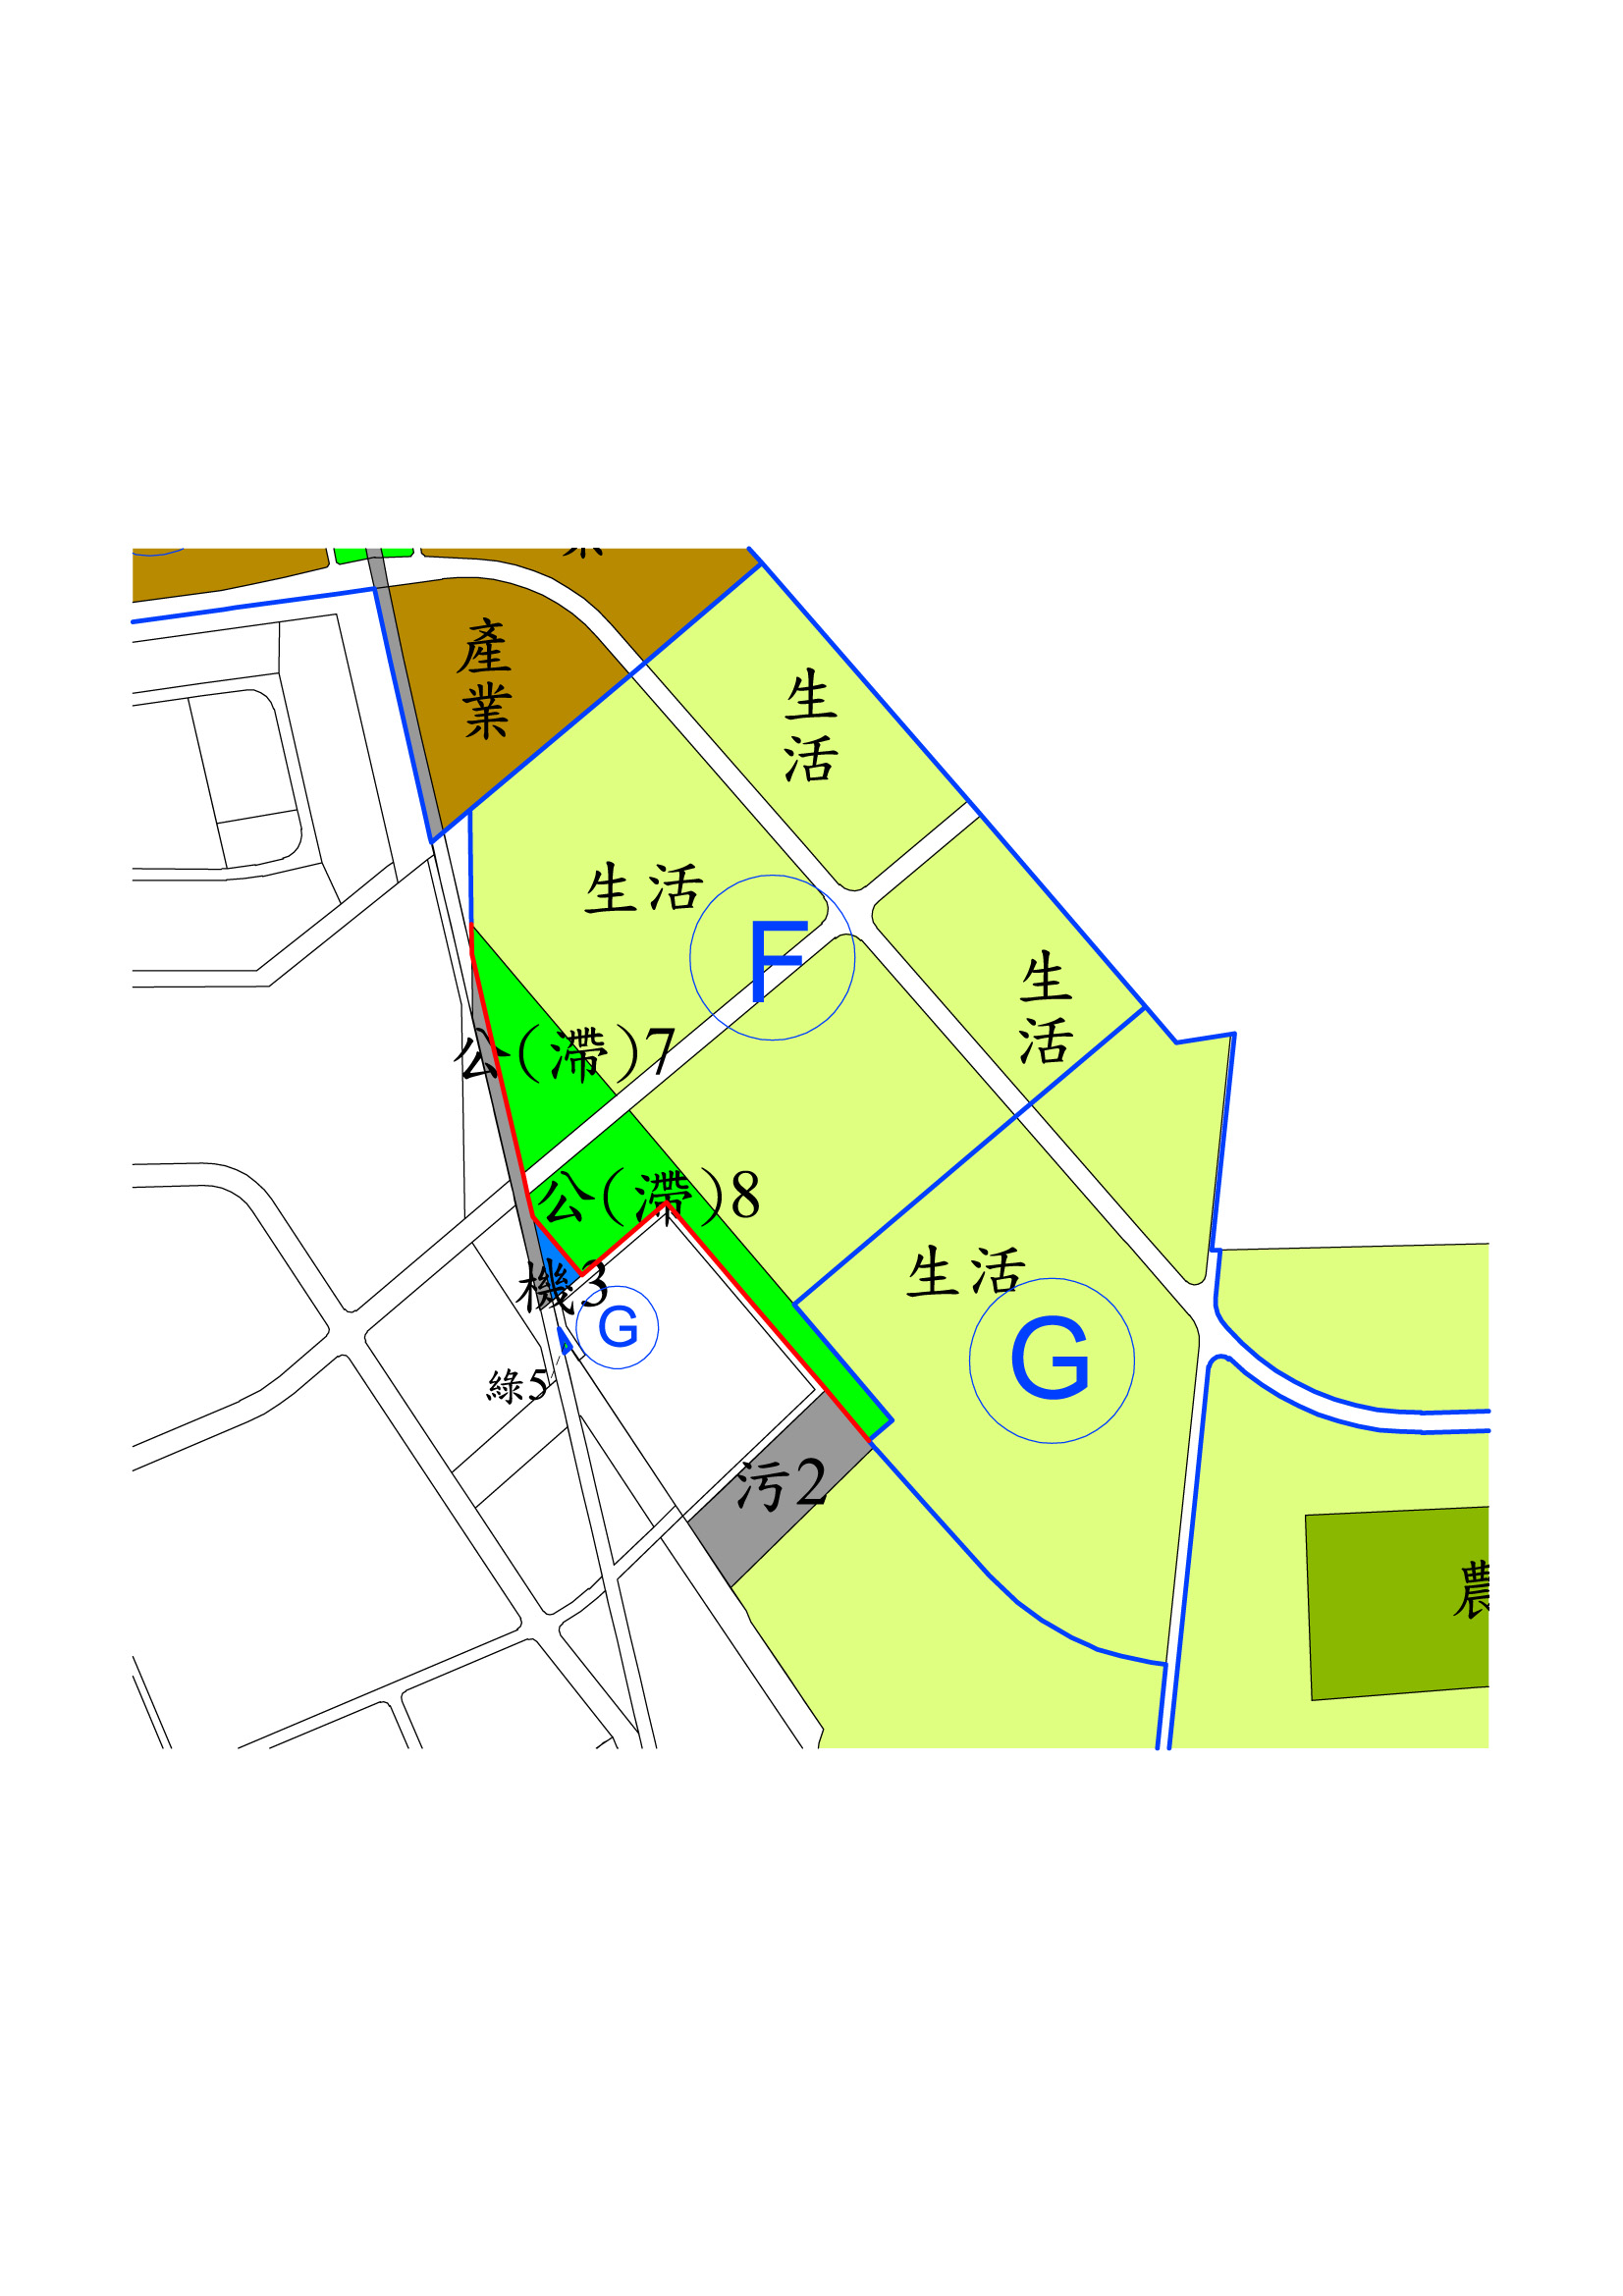 產
業
生
活
生活
F
生
活
公(滯)7
公(滯)8
生活
機3
G
G
綠5
污2
農